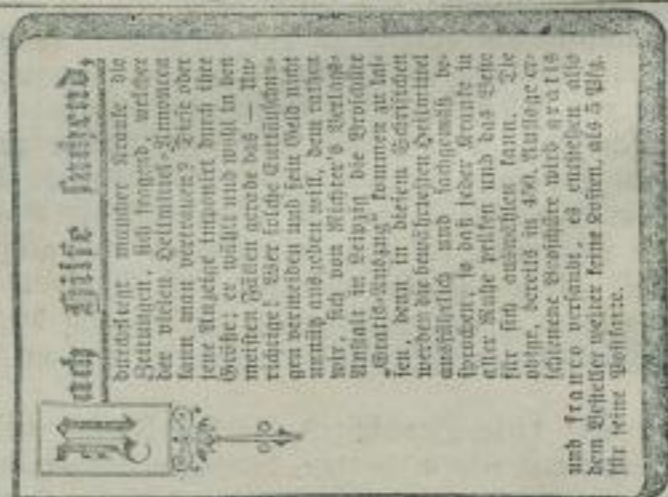 Nach Hilfe suchend,
durchfliegt mancher Kranke die
Zeitungen, sich fragend, welcher
der vielen Heilmittel-Annoncen
kann man vertrauen? Diese oder
jene Anzeige imponirt durch ihre
Größe; er wählt und wohl in den
meisten Fällen gerade das — Un-
richtige! Wer solche Enttäuschun-
gen vermeiden und sein Geld nicht
unnütz ausgeben will, dem rathen
wir, sich von Richter's Verlags-
Anstalt in Leipzig die Broschüre
„Gratis-Auszug“ kommen zu las-
sen, denn in diesem Schriftchen
werden die bewährtesten Heilmittel
ausführlich und sachgemäß be-
sprochen, so daß jeder Kranke in
aller Ruhe prüfen und das Beste
für sich auswählen kann. Die
obige, bereits in 450. Auflage er-
schienene Broschüre wird gratis
und franco versandt, es entstehen also
dem Besteller weiter keine Kosten, als 5 Pfg.
für seine Postkarte.